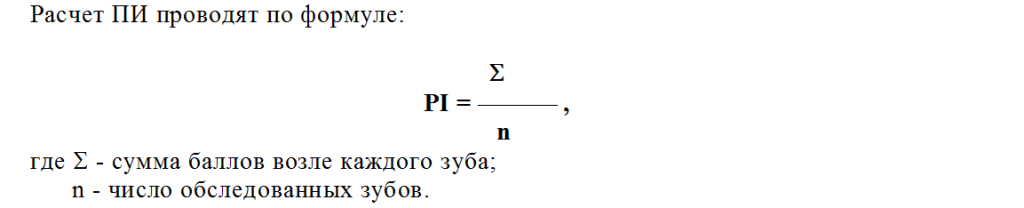 Расчет ПИ проводят по формуле:
Σ
PI = ———— ,
n
где Σ - сумма баллов возле каждого зуба;
n - число обследованных зубов.